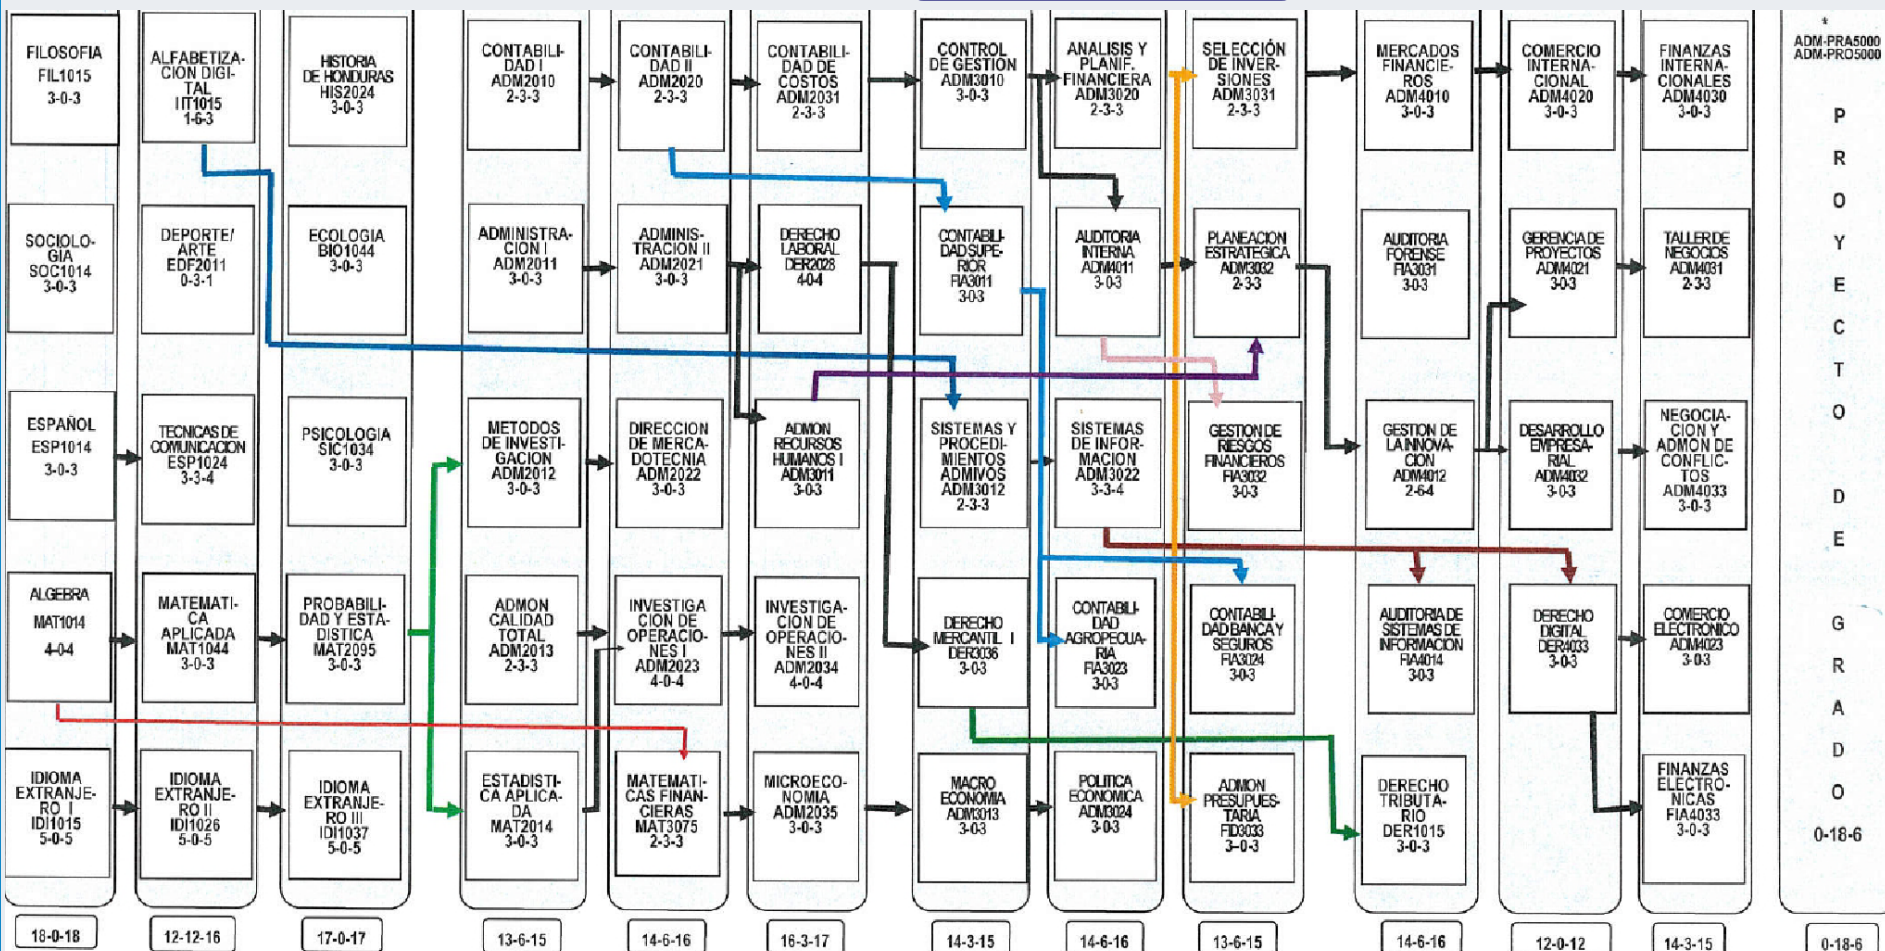 FILOSOFIA
FIL1015
3-0-3
SOCIOLO-
GÍA
SOC1014
3-0-3
ESPAÑOL
ESP1014
3-0-3
ALGEBRA
MAT1014
4-0-4
IDIOMA
EXTRANJE-
RO I
IDI1015
5-0-5
18-0-18
ALFABETIZA-
CION DIGI-
TAL
IIT1015
1-6-3
DEPORTE/
ARTE
EDF2011
0-3-1
TECNICAS DE
COMUNICACION
ESP1024
3-3-4
MATEMATI-
CA
APLICADA
MAT1044
3-0-3
IDIOMA
EXTRANJE-
RO II
IDI1026
5-0-5
12-12-16
HISTORIA
DE HONDURAS
HIS2024
3-0-3
ECOLOGIA
BIO1044
3-0-3
PSICOLOGIA
SIC1034
3-0-3
PROBABILI-
DAD Y ESTA-
DISTICA
MAT2095
3-0-3
IDIOMA
EXTRANJE-
RO III
IDI1037
5-0-5
17-0-17
CONTABILI-
DAD I
ADM2010
2-3-3
ADMINISTRA-
CION I
ADM2011
3-0-3
METODOS
DE INVESTI-
GACION
ADM2012
3-0-3
ADMON
CALIDAD
TOTAL
ADM2013
2-3-3
ESTADISTI-
CA APLICA-
DA
MAT2014
3-0-3
13-6-15
CONTABILI-
DAD II
ADM2020
2-3-3
ADMINIS-
TRACION II
ADM2021
3-0-3
DIRECCION
DE MERCA-
DOTECNIA
ADM2022
3-0-3
INVESTIGA
CION DE
OPERACIO-
NES I
ADM2023
4-0-4
MATEMATI-
CAS FINAN-
CIERAS
MAT3075
2-3-3
14-6-16
CONTABILI-
DAD DE
COSTOS
ADM2031
2-3-3
DERECHO
LABORAL
DER2028
4-0-4
ADMON
RECURSOS
HUMANOS I
ADM3011
3-0-3
INVESTIGA-
CION DE
OPERACIO-
NES II
ADM2034
4-0-4
MICROECO-
NOMIA
ADM2035
3-0-3
16-3-17
CONTROL
DE GESTION
ADM3010
3-0-3
CONTABILI-
DAD SUPE-
RIOR
FIA3011
3-0-3
SISTEMAS Y
PROCEDI-
MIENTOS
ADMIVOS
ADM3012
2-3-3
DERECHO
MERCANTIL I
DER3036
3-0-3
MACRO
ECONOMIA
ADM3013
3-0-3
14-3-15
ANALISIS Y
PLANIF.
FINANCIERA
ADM3020
2-3-3
AUDITORIA
INTERNA
ADM4011
3-0-3
SISTEMAS
DE INFOR-
MACION
ADM3022
3-3-4
CONTABILI-
DAD
AGROPECUA-
RIA
FIA3023
3-0-3
POLITICA
ECONOMICA
ADM3024
3-0-3
14-6-16
SELECCIÓN
DE INVER-
SIONES
ADM3031
2-3-3
PLANEACION
ESTRATEGICA
ADM3032
2-3-3
GESTION DE
RIESGOS
FINANCIEROS
FIA3032
3-0-3
CONTABILI-
DAD BANCA Y
SEGUROS
FIA3024
3-0-3
ADMON
PRESUPUES-
TARIA
FID3033
3-0-3
13-6-15
MERCADOS
FINANCIE-
ROS
ADM4010
3-0-3
AUDITORIA
FORENSE
FIA3031
3-0-3
GESTION DE
LA INNOVA-
CION
ADM4012
2-6-4
AUDITORIA DE
SISTEMAS DE
INFORMACION
FIA4014
3-0-3
DERECHO
TRIBUTA-
RIO
DER1015
3-0-3
14-6-16
COMERCIO
INTERNA-
CIONAL
ADM4020
3-0-3
GERENCIA DE
PROYECTOS
ADM4021
3-0-3
DESARROLLO
EMPRESA-
RIAL
ADM4032
3-0-3
DERECHO
DIGITAL
DER4033
3-0-3
12-0-12
FINANZAS
INTERNA-
CIONALES
ADM4030
3-0-3
TALLER DE
NEGOCIOS
ADM4031
2-3-3
NEGOCIA-
CION Y
ADMON DE
CONFLIC-
TOS
ADM4033
3-0-3
COMERCIO
ELECTRONICO
ADM4023
3-0-3
FINANZAS
ELECTRO-
NICAS
FIA4033
3-0-3
14-3-15
*
ADM-PRA5000
ADM-PRO5000
P
R
O
Y
E
C
T
O
D
E
G
R
A
D
O
0-18-6
0-18-6